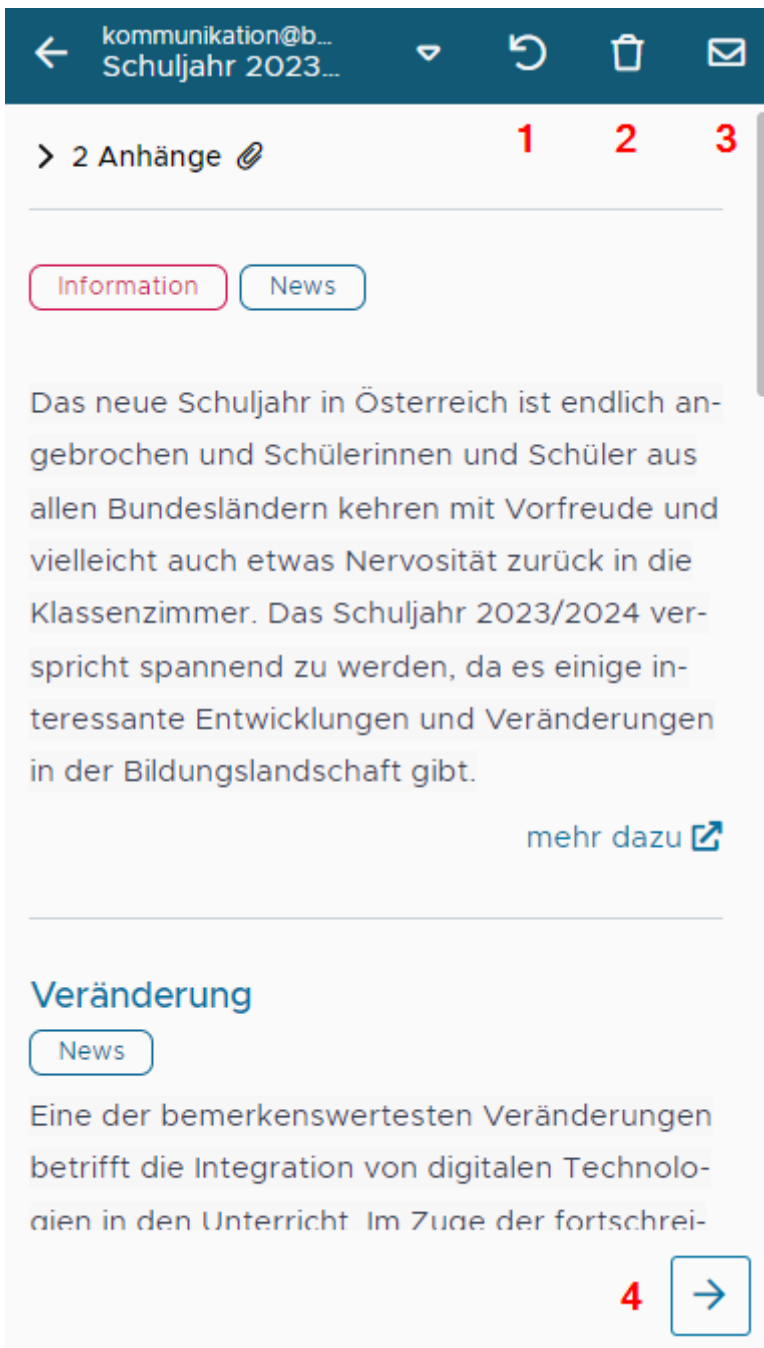 kommunikation@b...
Schuljahr 2023...
1 2 3
2 Anhänge
Information News
Das neue Schuljahr in Österreich ist endlich an-
gebrochen und Schülerinnen und Schüler aus
allen Bundesländern kehren mit Vorfreude und
vielleicht auch etwas Nervosität zurück in die
Klassenzimmer. Das Schuljahr 2023/2024 ver-
spricht spannend zu werden, da es einige in-
teressante Entwicklungen und Veränderungen
in der Bildungslandschaft gibt.
mehr dazu
Veränderung
News
Eine der bemerkenswertesten Veränderungen
betrifft die Integration von digitalen Technolo-
gien in den Unterricht. Im Zuge der fortschrei-
4